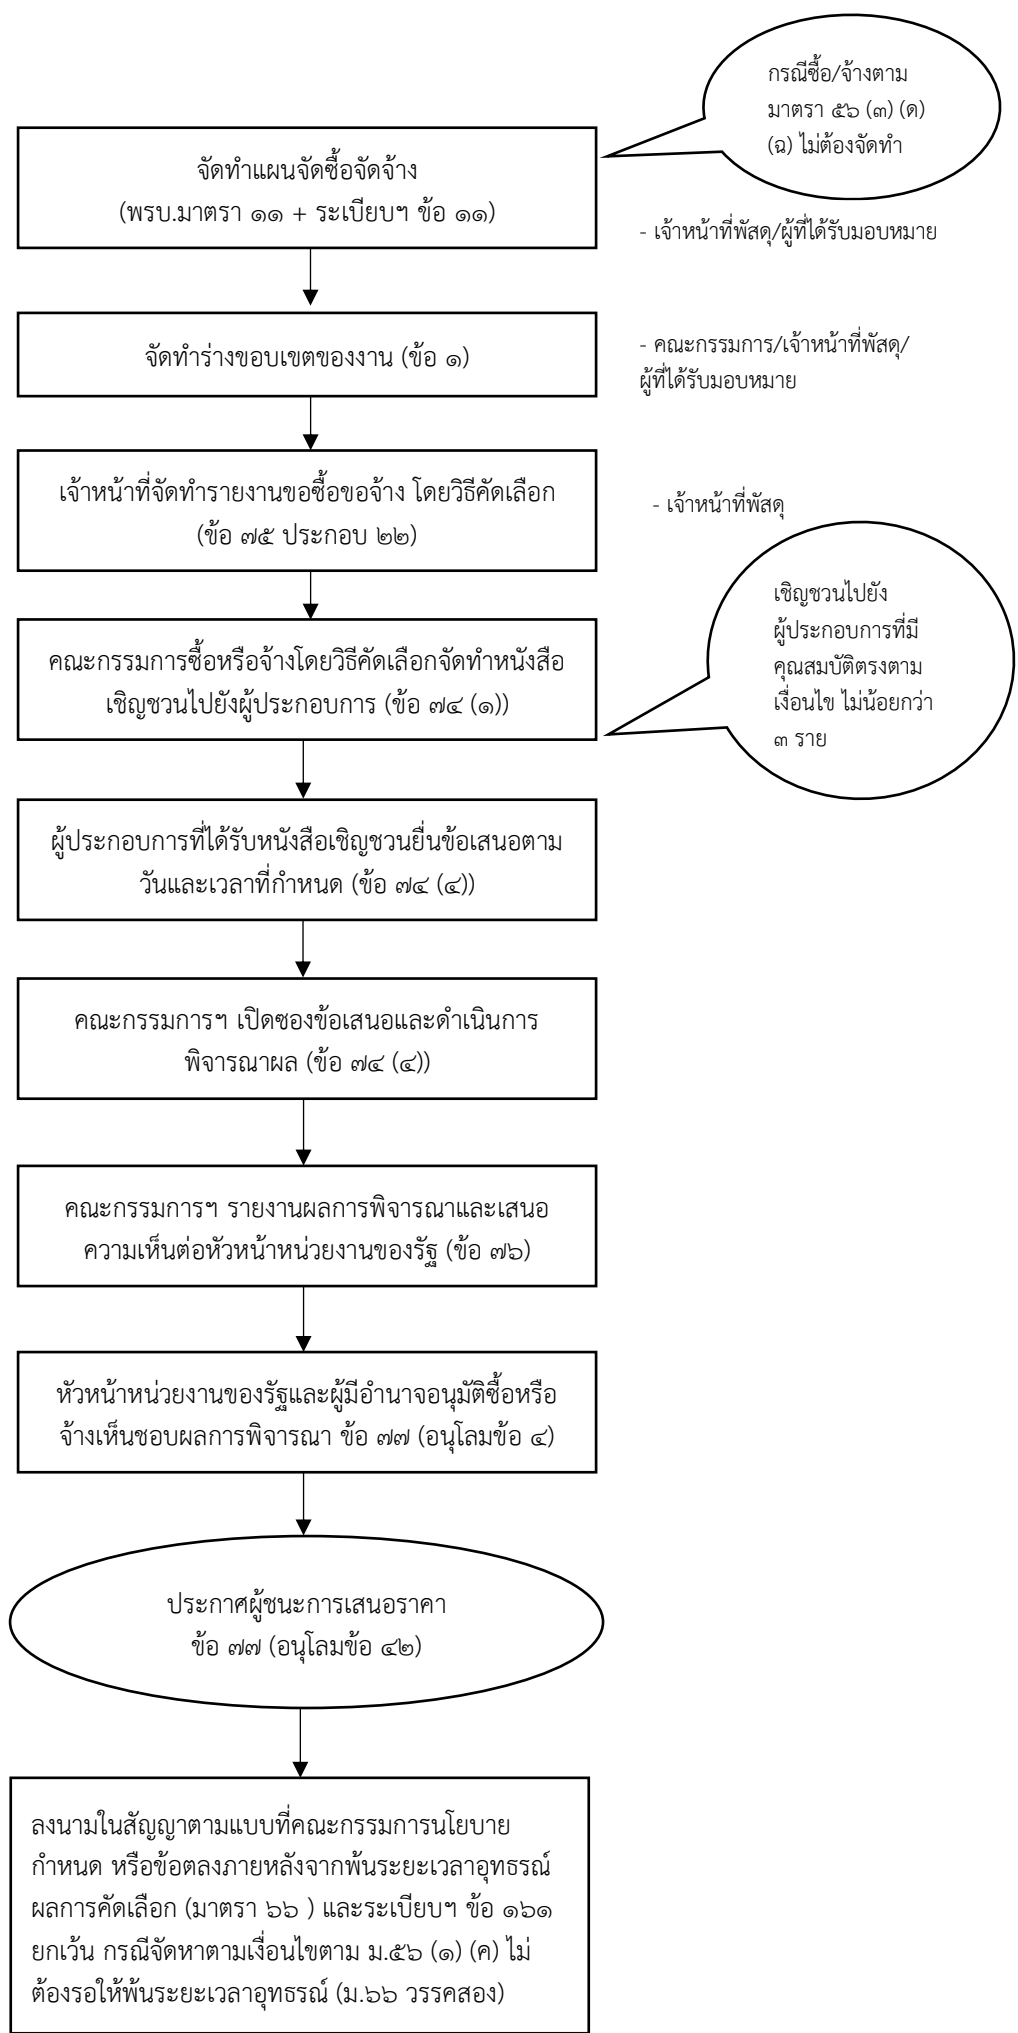 กรณีซื้อ/จ้างตาม
มาตรา ๕๖ (๓) (ด)
(ฉ) ไม่ต้องจัดทำ
จัดทำแผนจัดซื้อจัดจ้าง
(พรบ.มาตรา ๑๑ + ระเบียบฯ ข้อ ๑๑)
- เจ้าหน้าที่พัสดุ/ผู้ที่ได้รับมอบหมาย
จัดทำร่างขอบเขตของงาน (ข้อ ๑)
- คณะกรรมการ/เจ้าหน้าที่พัสดุ/
ผู้ที่ได้รับมอบหมาย
เจ้าหน้าที่จัดทำรายงานขอซื้อขอจ้าง โดยวิธีคัดเลือก
(ข้อ ๗๕ ประกอบ ๒๒)
- เจ้าหน้าที่พัสดุ
คณะกรรมการซื้อหรือจ้างโดยวิธีคัดเลือกจัดทำหนังสือ
เชิญชวนไปยังผู้ประกอบการ (ข้อ ๗๔ (๑))
เชิญชวนไปยัง
ผู้ประกอบการที่มี
คุณสมบัติตรงตาม
เงื่อนไข ไม่น้อยกว่า
๓ ราย
ผู้ประกอบการที่ได้รับหนังสือเชิญชวนยื่นข้อเสนอตาม
วันและเวลาที่กำหนด (ข้อ ๗๔ (๔))
คณะกรรมการฯ เปิดซองข้อเสนอและดำเนินการ
พิจารณาผล (ข้อ ๗๔ (๔))
คณะกรรมการฯ รายงานผลการพิจารณาและเสนอ
ความเห็นต่อหัวหน้าหน่วยงานของรัฐ (ข้อ ๗๖)
หัวหน้าหน่วยงานของรัฐและผู้มีอำนาจอนุมัติซื้อหรือ
จ้างเห็นชอบผลการพิจารณา ข้อ ๗๗ (อนุโลมข้อ ๔)
ประกาศผู้ชนะการเสนอราคา
ข้อ ๗๗ (อนุโลมข้อ ๔๒)
ลงนามในสัญญาตามแบบที่คณะกรรมการนโยบาย
กำหนด หรือข้อตลงภายหลังจากพ้นระยะเวลาอุทธรณ์
ผลการคัดเลือก (มาตรา ๖๖ ) และระเบียบฯ ข้อ ๑๖๑
ยกเว้น กรณีจัดหาตามเงื่อนไขตาม ม.๕๖ (๑) (ค) ไม่
ต้องรอให้พ้นระยะเวลาอุทธรณ์ (ม.๖๖ วรรคสอง)